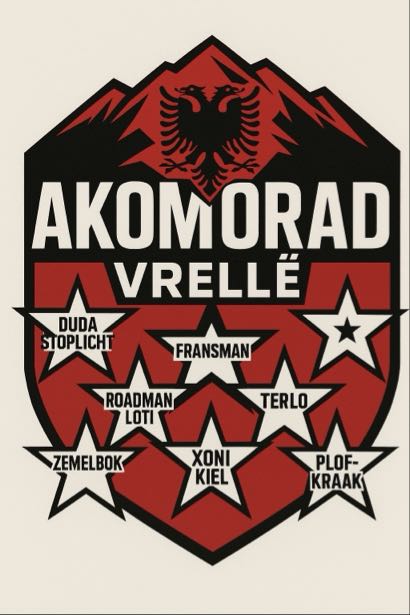 AKOMORAD
VRELLË
DUDA
STOPLICHT
FRANSMAN
ROADMAN
LOTI
TERLO
ZEMELBOK
XONI
KIEL
PLOF-
KRAAK